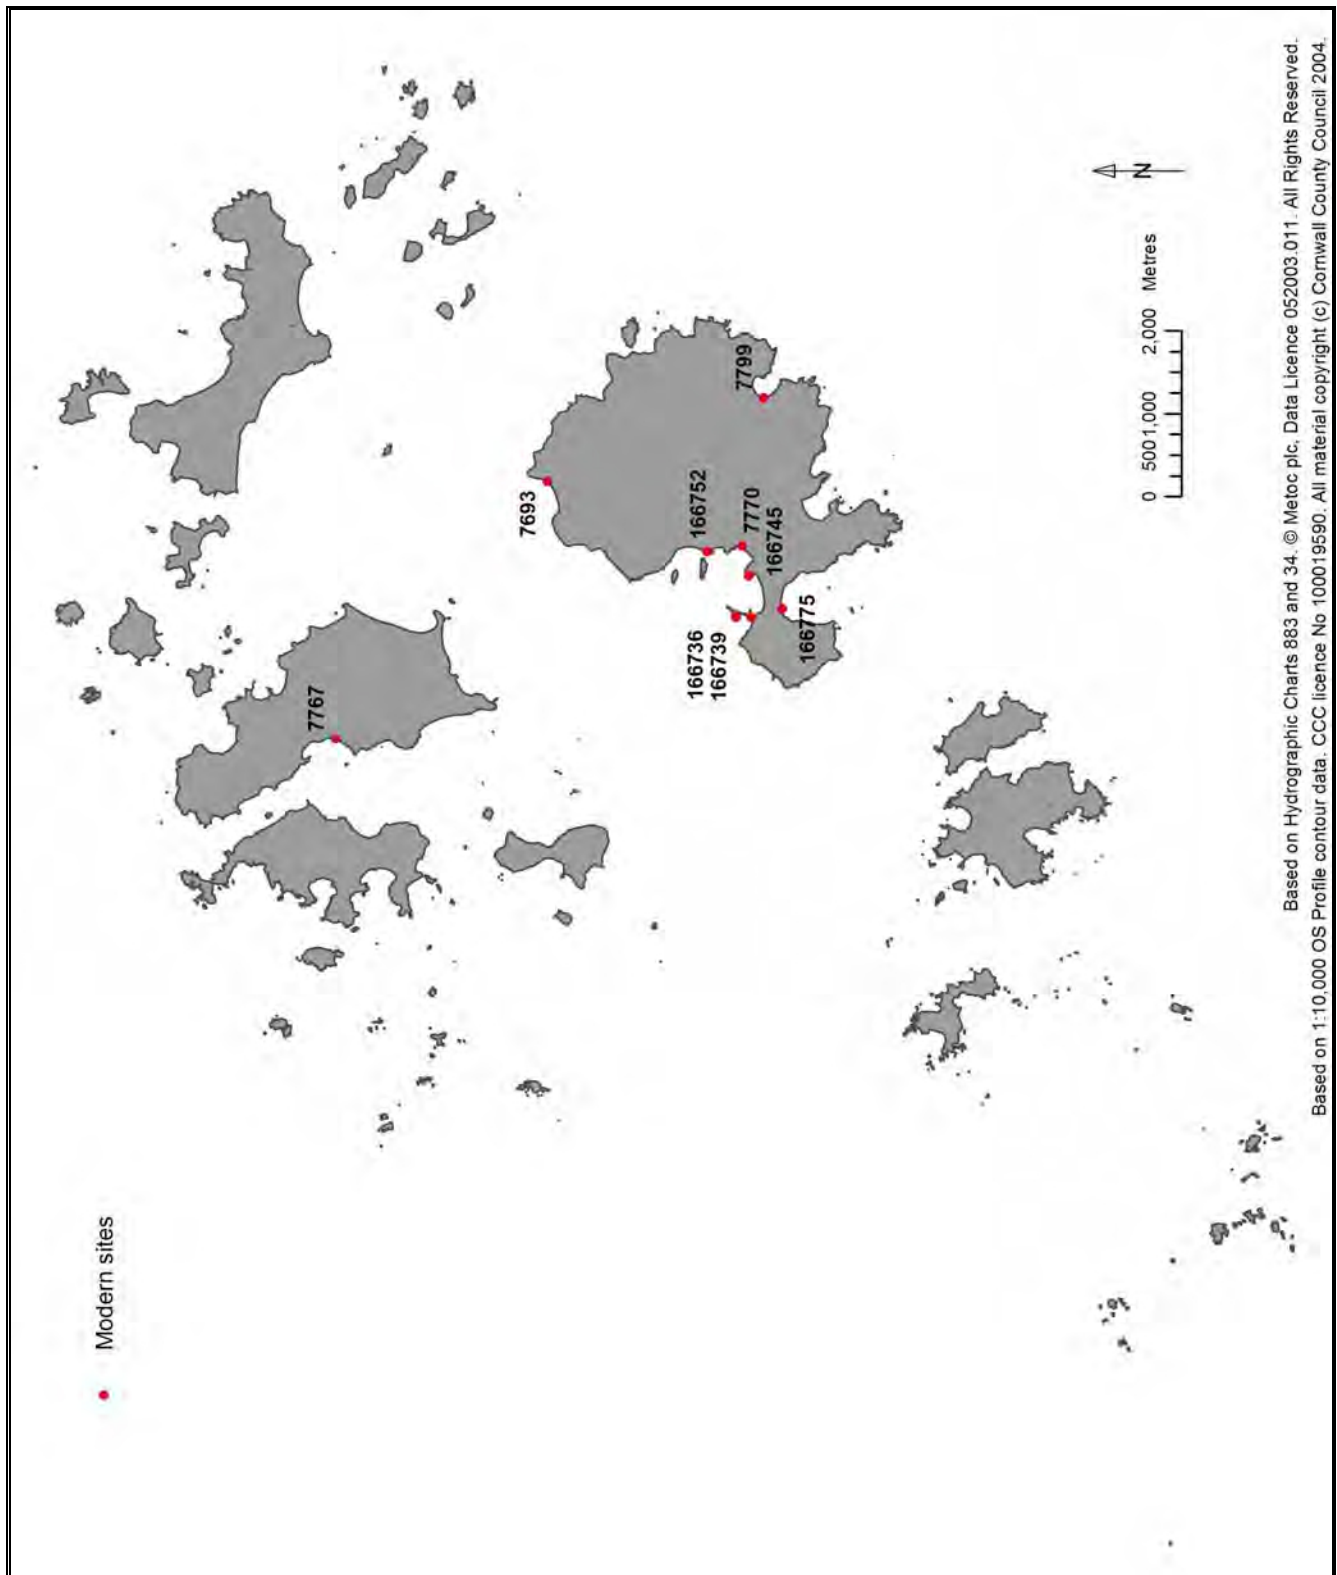 Modern sites
7767
7693
166752
7770
166745
166736
166739
166775
7799
N
0 500 1,000 2,000 Metres
Based on Hydrographic Charts 883 and 34. © Metoc plc, Data Licence 052003.011. All Rights Reserved.
Based on 1:10,000 OS Profile contour data. CCC licence No 100019590. All material copyright (c) Cornwall County Council 2004.